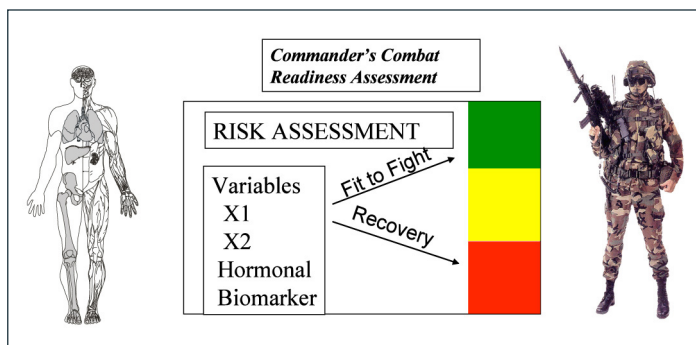 Commander's Combat
Readiness Assessment
RISK ASSESSMENT
Variables
X1
X2
Hormonal
Biomarker
Fit to Fight
Recovery